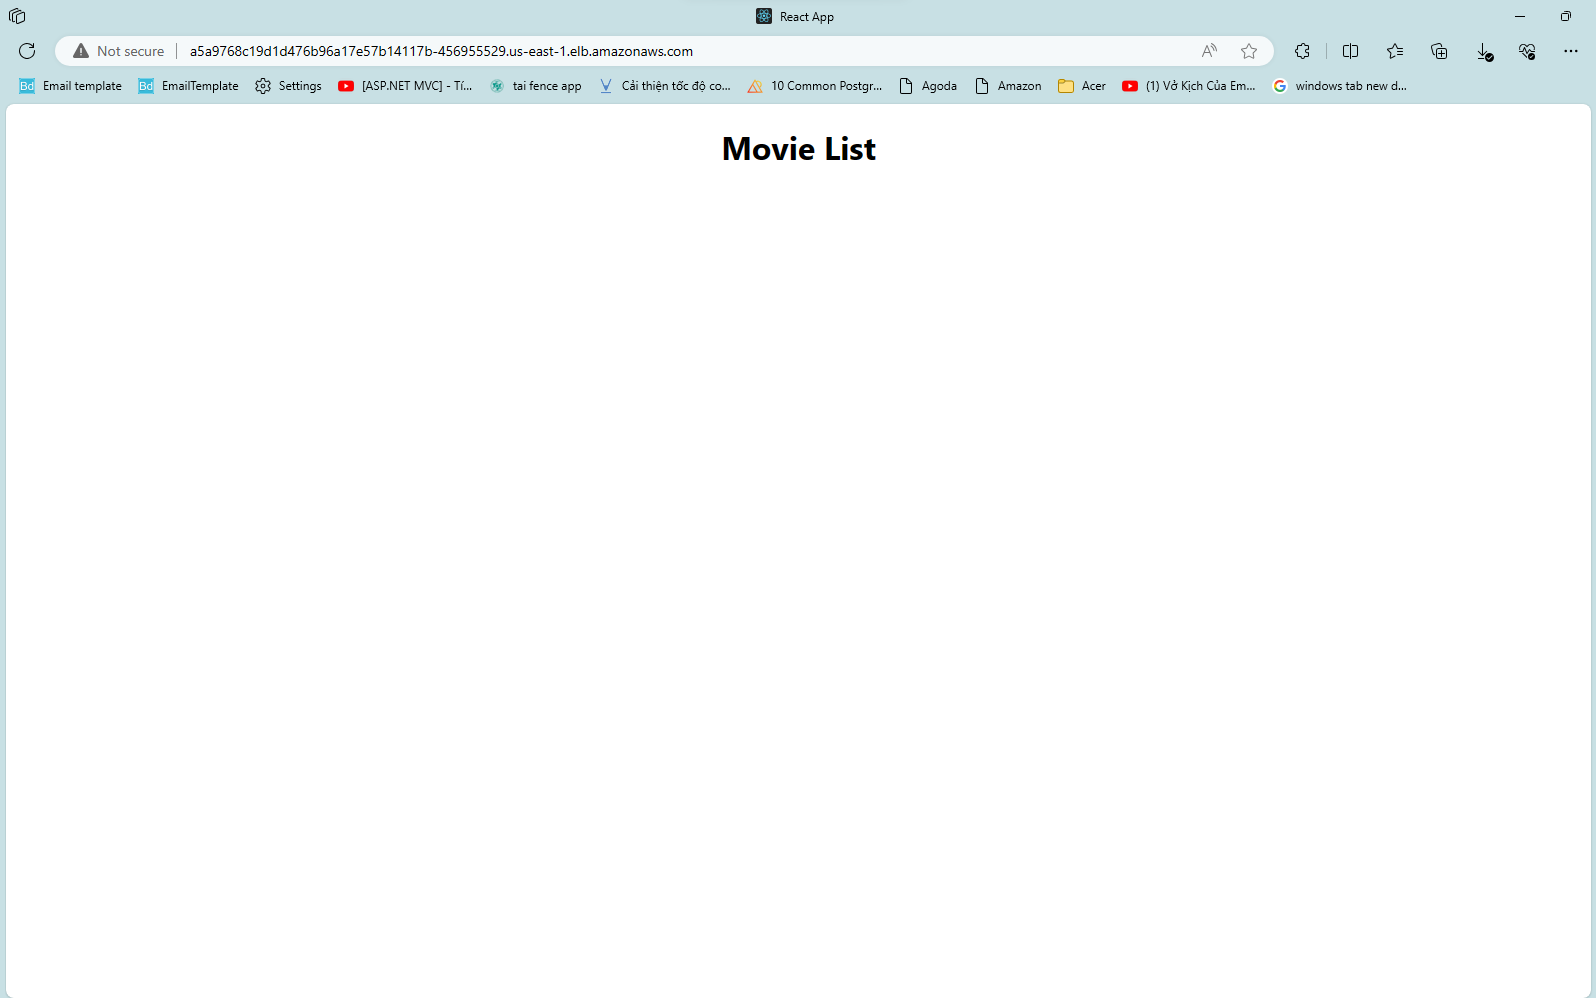 React App
Not secure a5a9768c19d1d476b96a17e57b14117b-456955529.us-east-1.elb.amazonaws.com
Bd Email template Bd EmailTemplate Settings [ASP.NET MVC] - Tí... tai fence app Cải thiện tốc độ co... 10 Common Postgr... Agoda Amazon Acer (1) Vở Kịch Của Em... windows tab new d...
Movie List